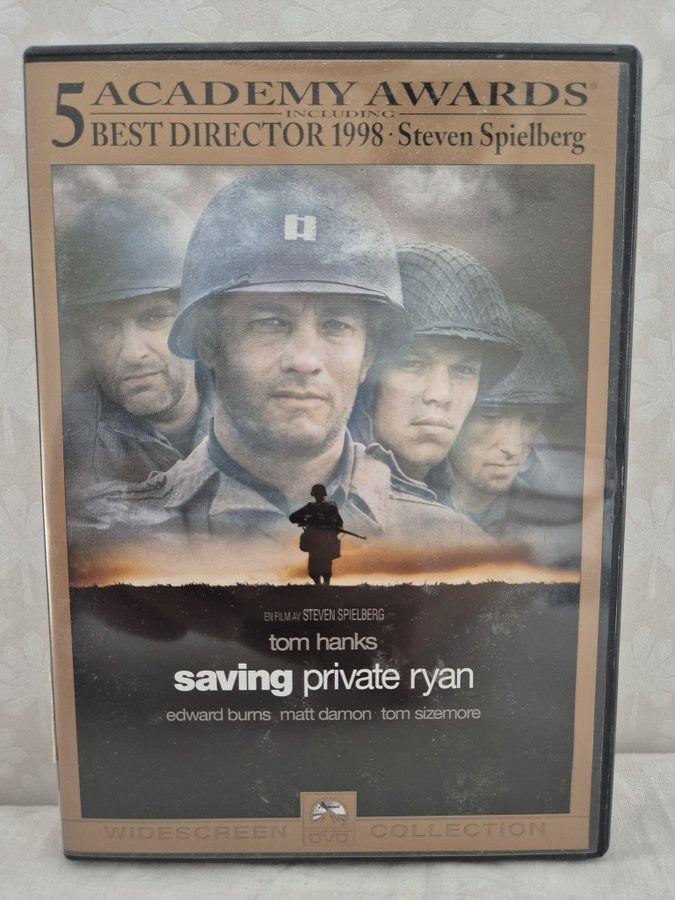 5 ACADEMY AWARDS®
INCLUDING
BEST DIRECTOR 1998 · Steven Spielberg
EN FILM AV STEVEN SPIELBERG
tom hanks
saving private ryan
edward burns matt damon tom sizemore
WIDESCREEN DVD COLLECTION